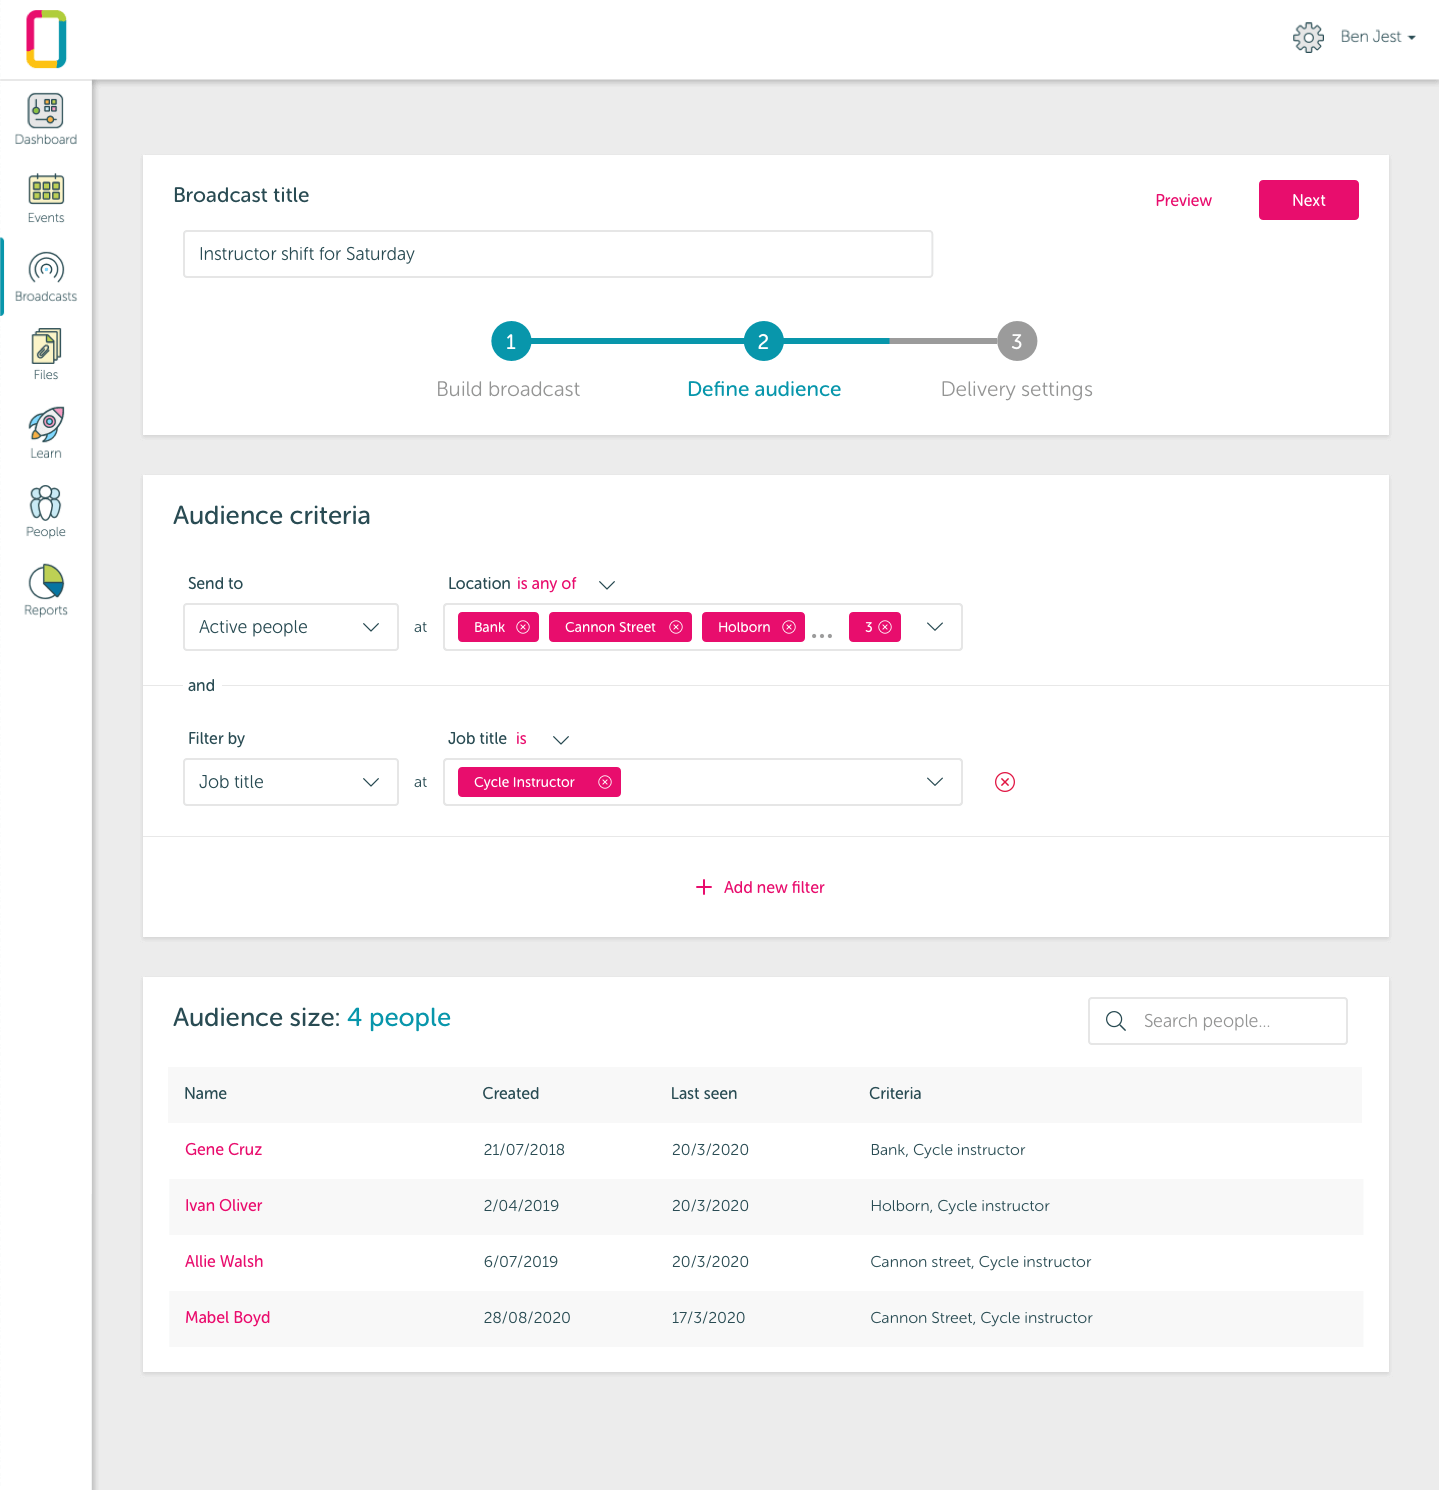 Ben Jest
Dashboard
Events
Broadcasts
Files
Learn
People
Reports
Broadcast title
Preview
Next
Instructor shift for Saturday
1
2
3
Build broadcast
Define audience
Delivery settings
Audience criteria
Send to
Location is any of
Active people
at
Bank
Cannon Street
Holborn
...
3
and
Filter by
Job title is
Job title
at
Cycle Instructor
+ Add new filter
Audience size: 4 people
Search people...
Name Created Last seen Criteria
Gene Cruz 21/07/2018 20/3/2020 Bank, Cycle instructor
Ivan Oliver 2/04/2019 20/3/2020 Holborn, Cycle instructor
Allie Walsh 6/07/2019 20/3/2020 Cannon street, Cycle instructor
Mabel Boyd 28/08/2020 17/3/2020 Cannon Street, Cycle instructor